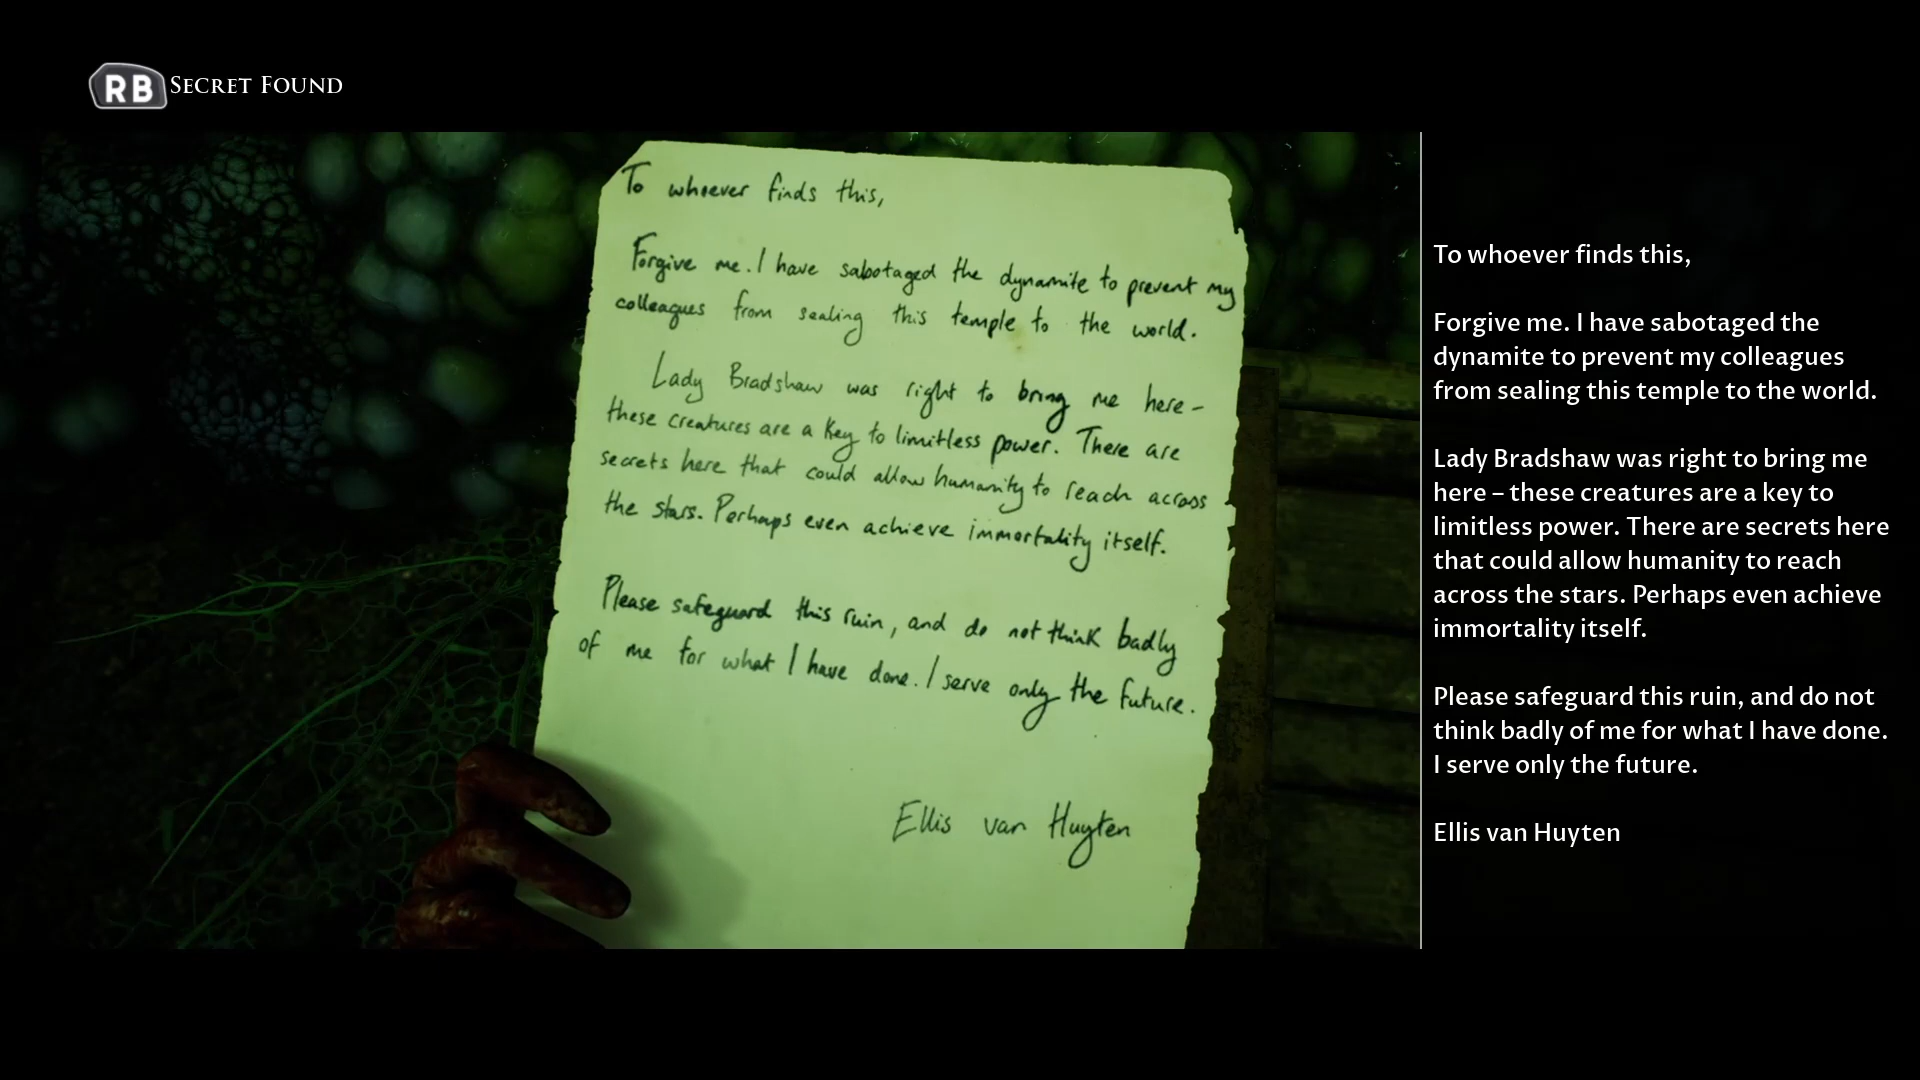 RB Secret Found
To whoever finds this,
Forgive me. I have sabotaged the dynamite to prevent my
colleagues from sealing this temple to the world.
Lady Bradshaw was right to bring me here -
these creatures are a key to limitless power. There are
secrets here that could allow humanity to reach across
the stars. Perhaps even achieve immortality itself.
Please safeguard this ruin, and do not think badly
of me for what I have done. I serve only the future.
Ellis van Huyten
To whoever finds this,
Forgive me. I have sabotaged the
dynamite to prevent my colleagues
from sealing this temple to the world.
Lady Bradshaw was right to bring me
here – these creatures are a key to
limitless power. There are secrets here
that could allow humanity to reach
across the stars. Perhaps even achieve
immortality itself.
Please safeguard this ruin, and do not
think badly of me for what I have done.
I serve only the future.
Ellis van Huyten